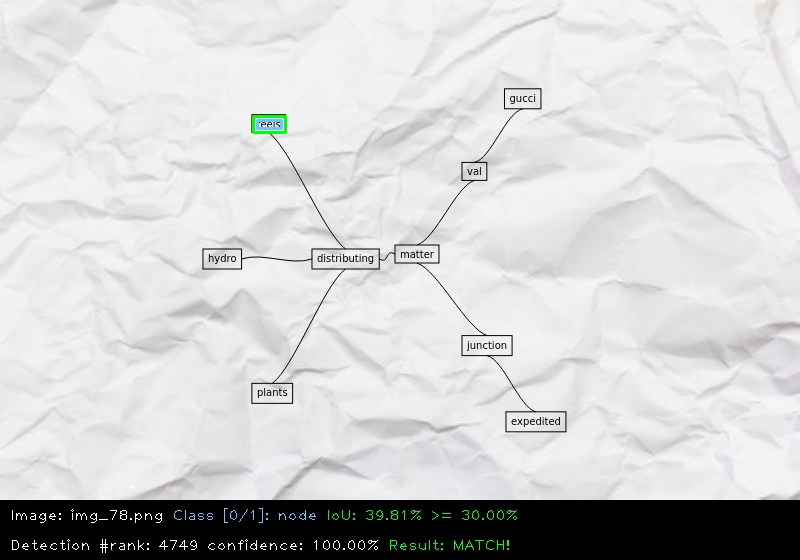 gucci
reels
val
matter
hydro
distributing
junction
plants
expedited
Image: img_78.png Class [0/1]: node IoU: 39.81% >= 30.00%
Detection #rank: 4749 confidence: 100.00% Result: MATCH!